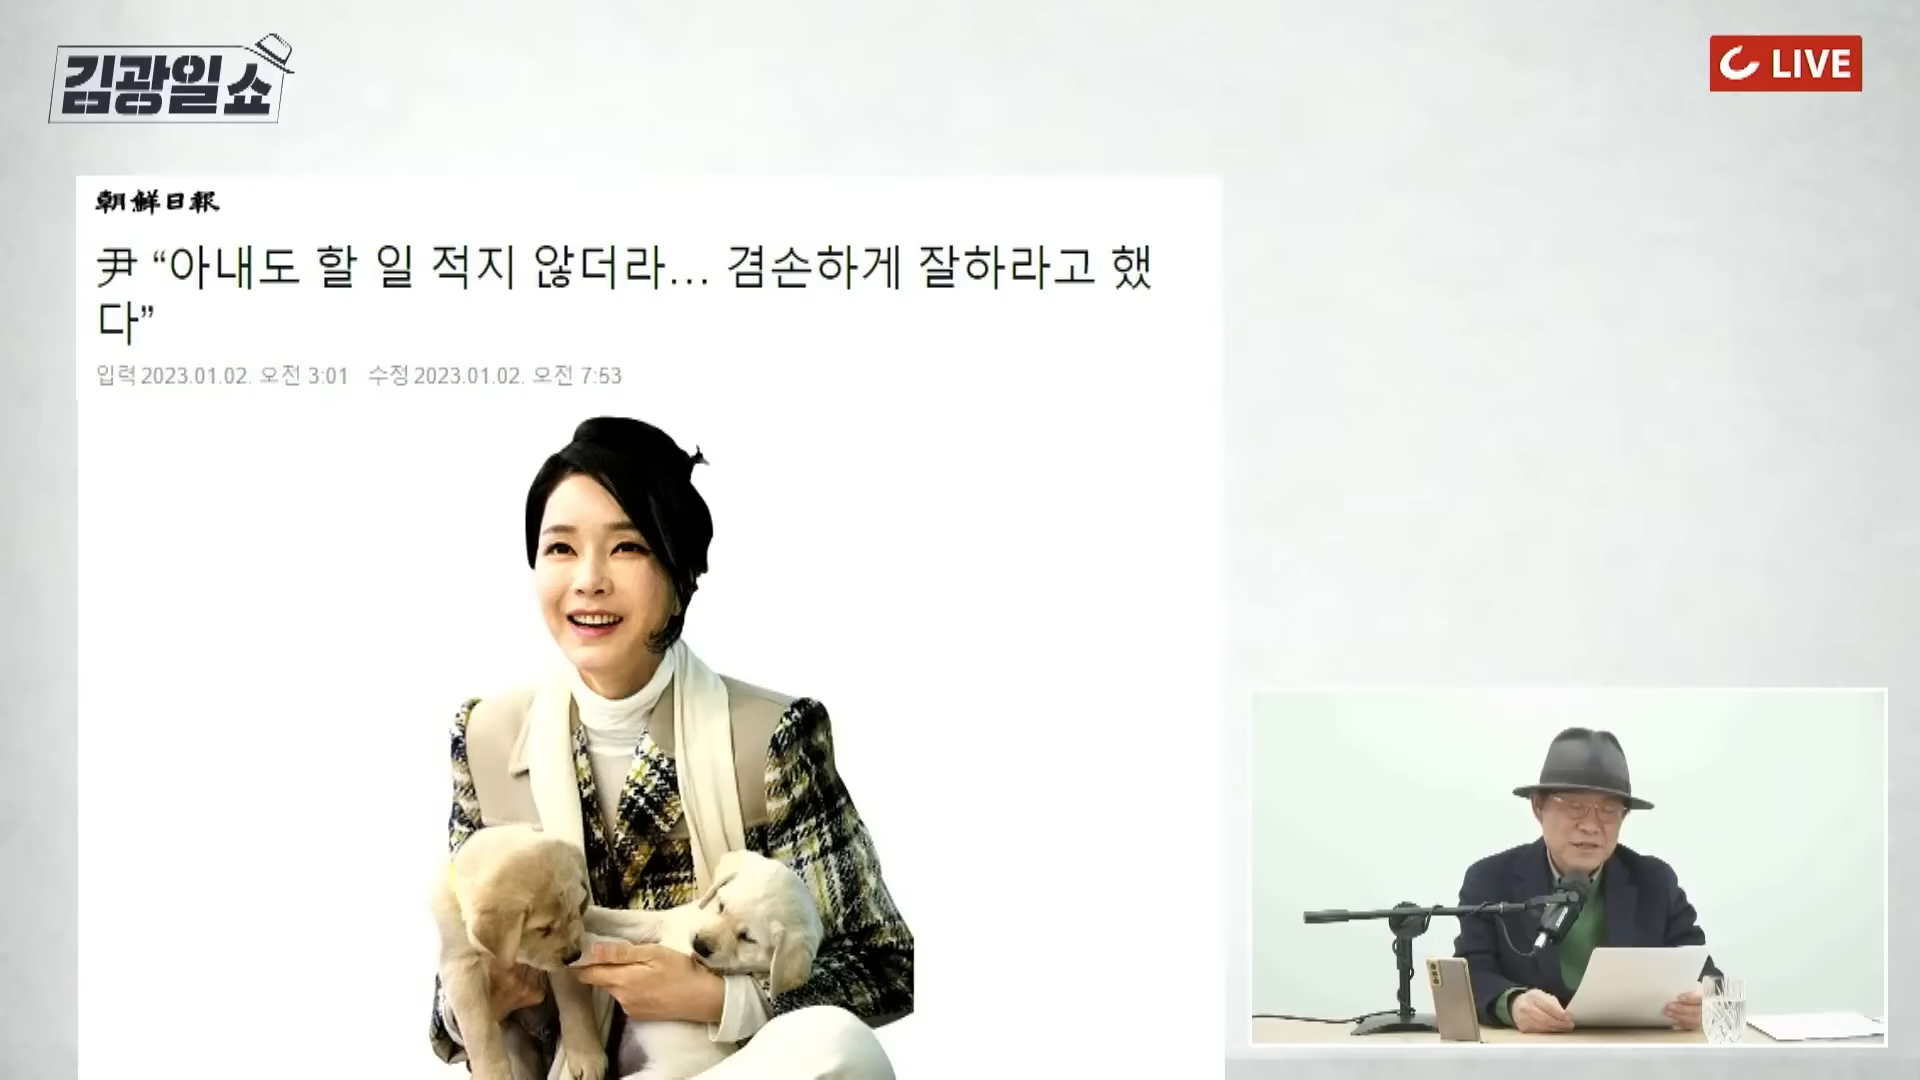 김광일쇼
LIVE
朝鮮日報
尹 “아내도 할 일 적지 않더라... 겸손하게 잘하라고 했
다”
입력 2023.01.02. 오전 3:01 수정 2023.01.02. 오전 7:53